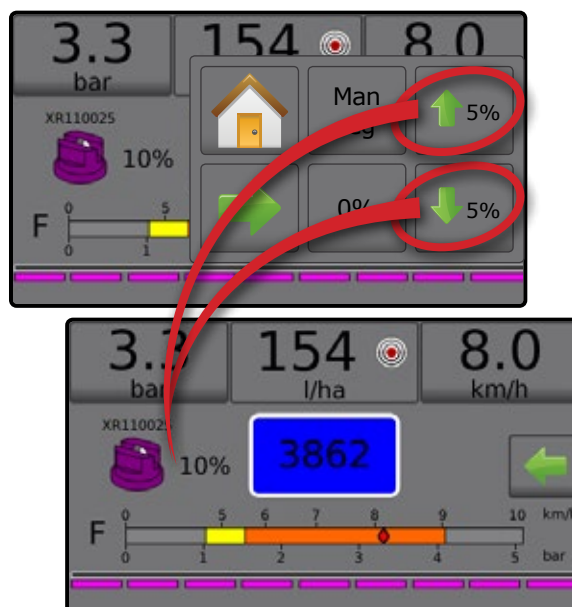 3.3 154 8.0
bar
XR110025
Man
5%
10%
0% 5%
0 5
F
0 1
3.3 154 8.0
bar l/ha km/h
XR110025
10%
3862
0 5 6 7 8 9 10 km/
F
0 1 2 3 4 5 bar